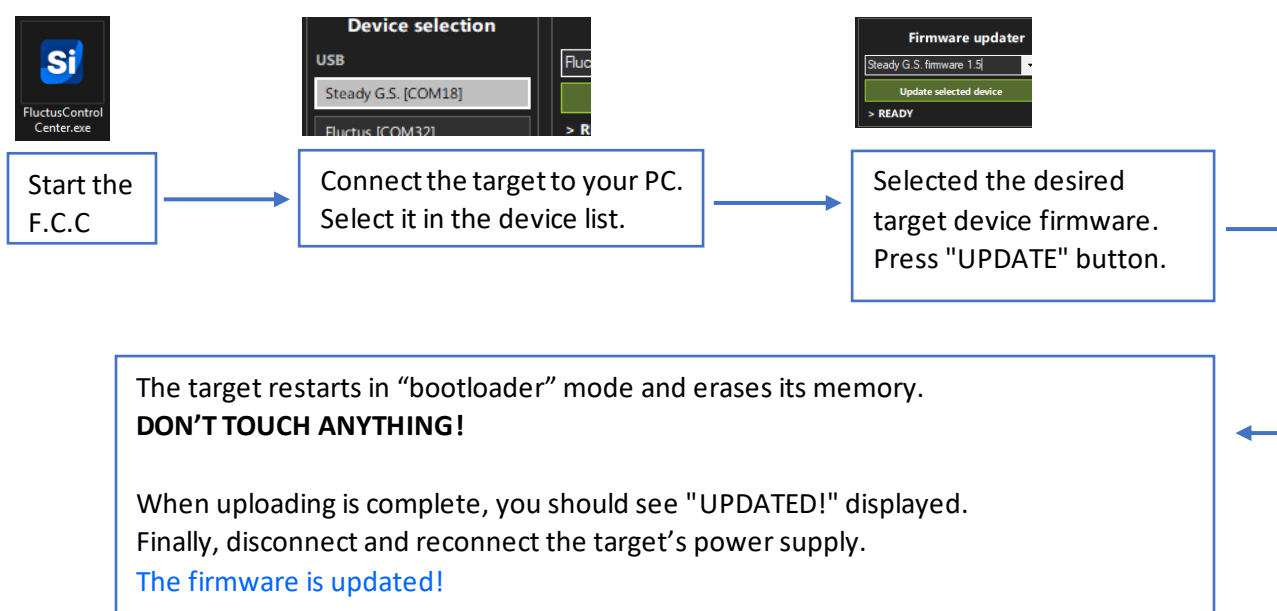 Si
FluctusControl
Center.exe
Device selection
USB
Steady G.S. [COM18]
Fluctus [COM32]
Fluc
> R
Firmware updater
Steady G.S. firmware 1.5
Update selected device
> READY
Start the
F.C.C
Connect the target to your PC.
Select it in the device list.
Selected the desired
target device firmware.
Press "UPDATE" button.
The target restarts in “bootloader” mode and erases its memory.
DON’T TOUCH ANYTHING!
When uploading is complete, you should see "UPDATED!" displayed.
Finally, disconnect and reconnect the target’s power supply.
The firmware is updated!